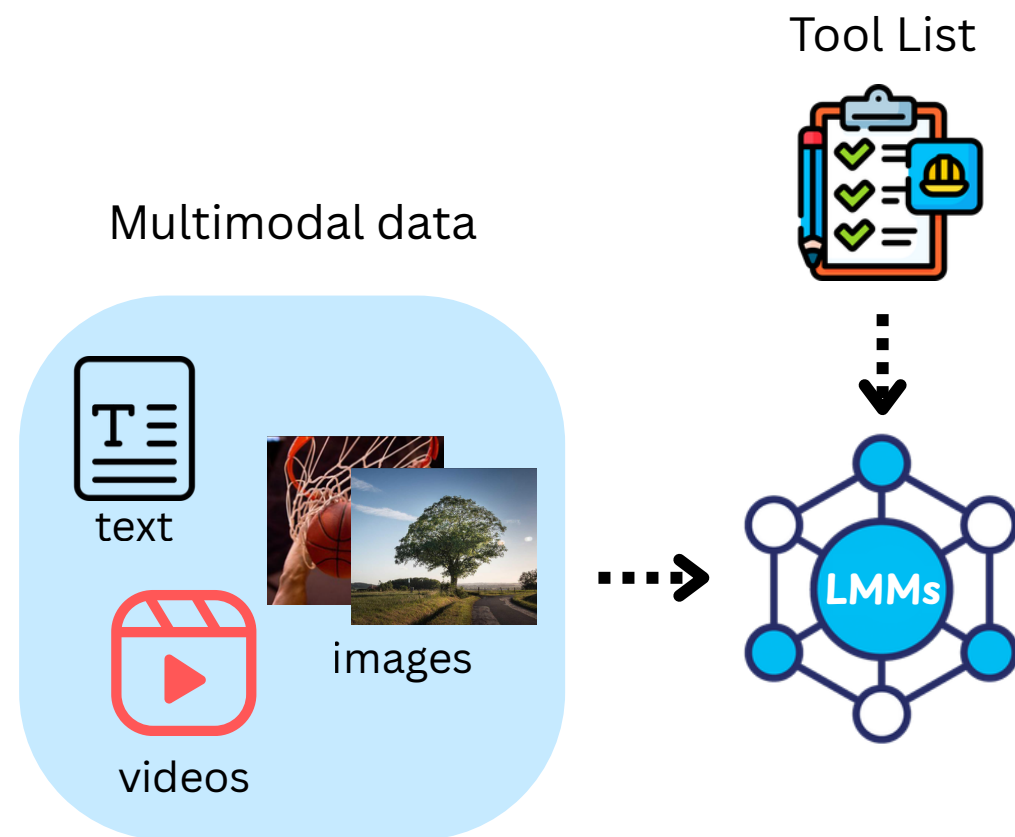 Tool List
Multimodal data
T
text
LMMs
images
videos